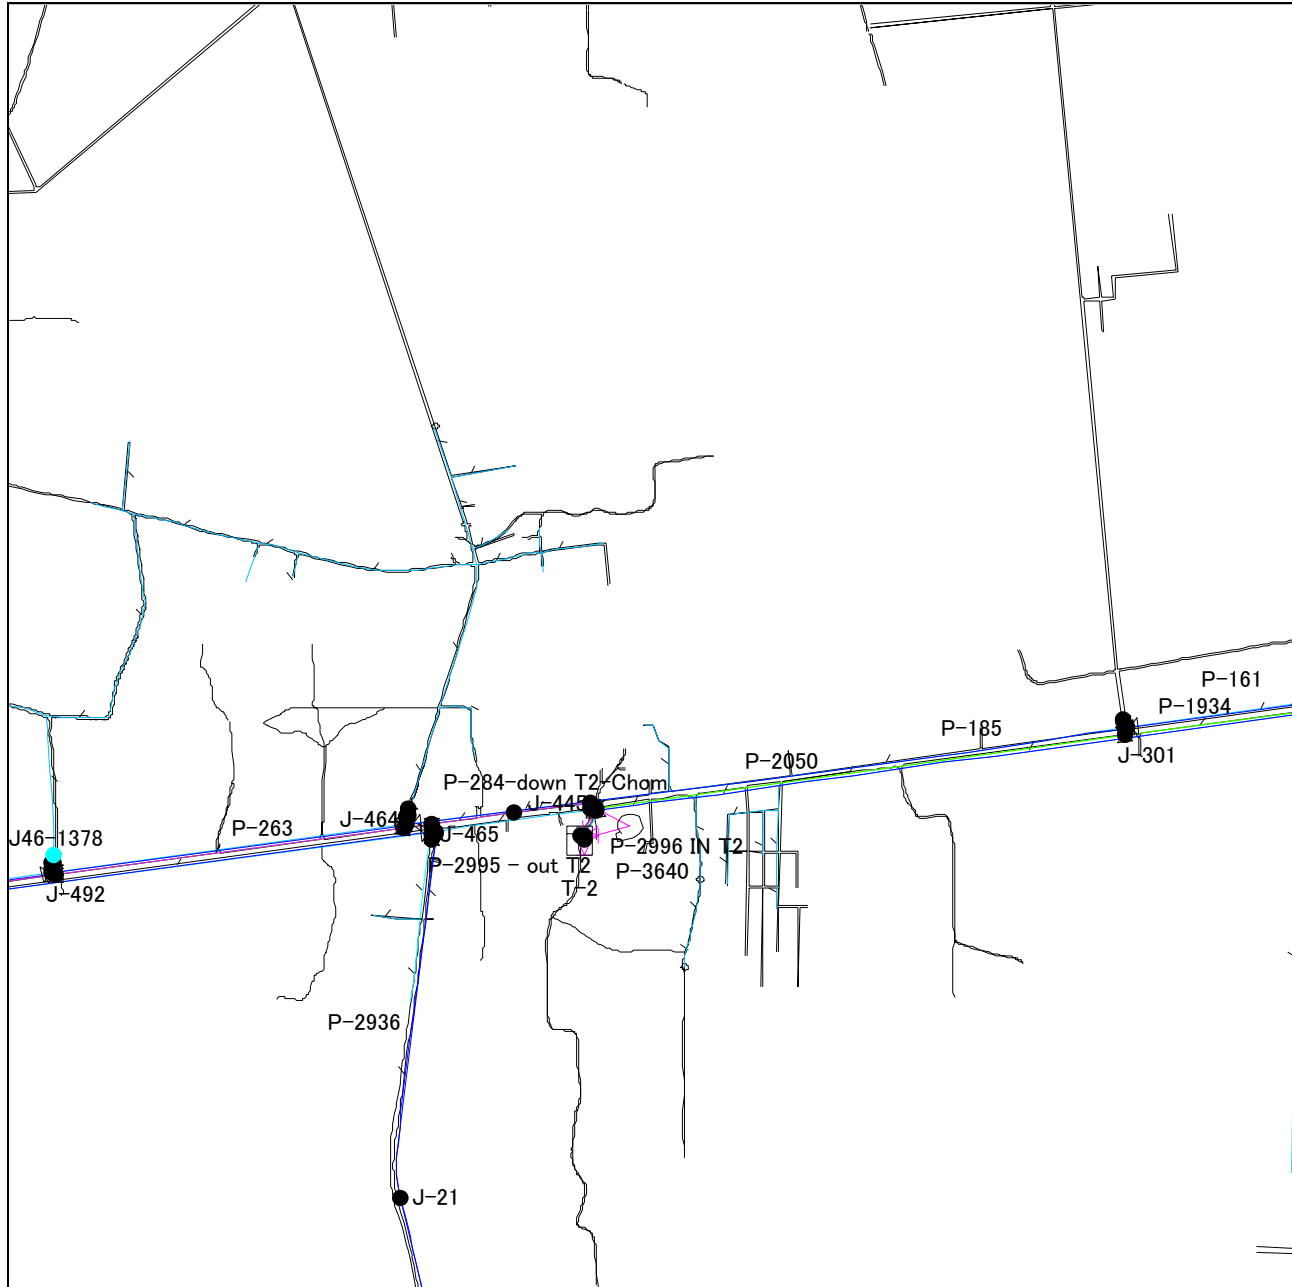 P-161
P-1934
P-185
J-301
P-2050
P-284-down T2-Chom
J-445
J-464
P-263
J-465
J46-1378
P-2996 IN T2
P-2995 - out T2
P-3640
T-2
J-492
P-2936
J-21